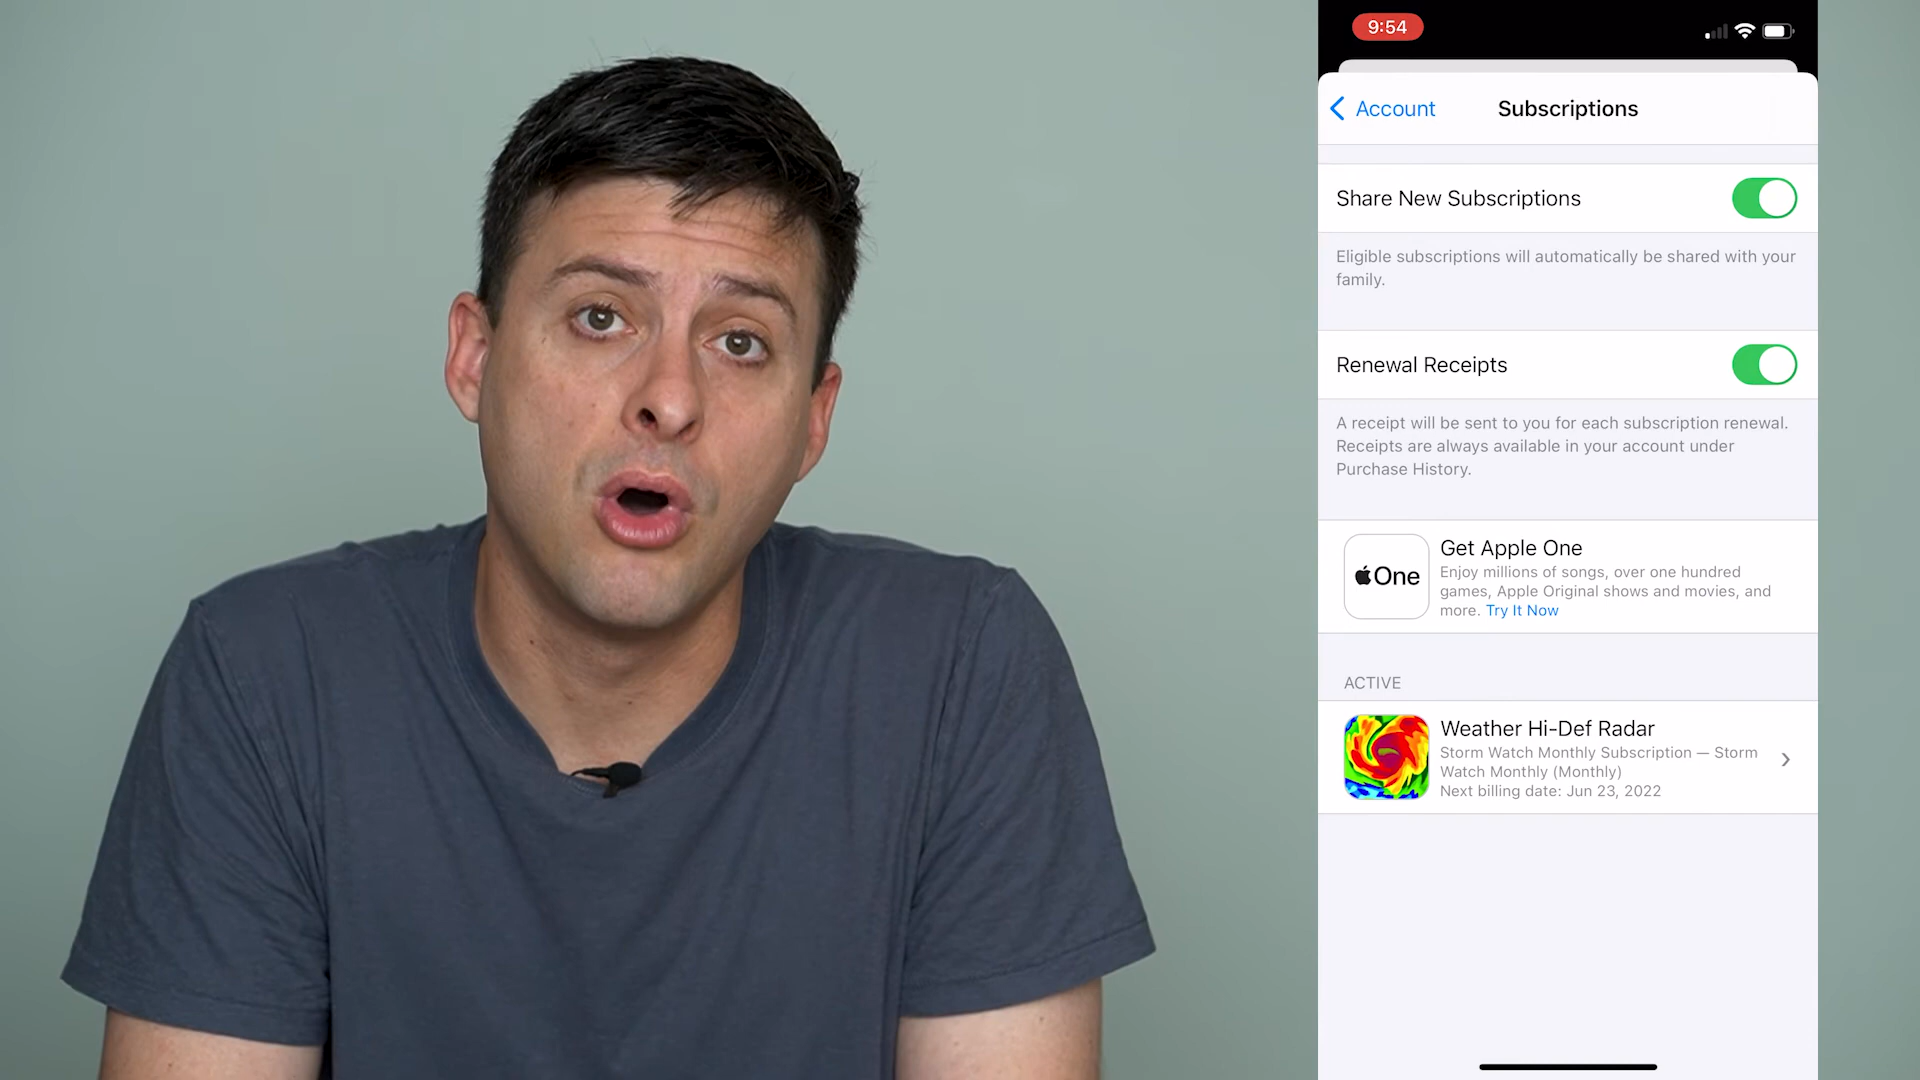 9:54
Account
Subscriptions
Share New Subscriptions
Eligible subscriptions will automatically be shared with your
family.
Renewal Receipts
A receipt will be sent to you for each subscription renewal.
Receipts are always available in your account under
Purchase History.
One
Get Apple One
Enjoy millions of songs, over one hundred
games, Apple Original shows and movies, and
more. Try It Now
ACTIVE
Weather Hi-Def Radar
Storm Watch Monthly Subscription — Storm
Watch Monthly (Monthly)
Next billing date: Jun 23, 2022